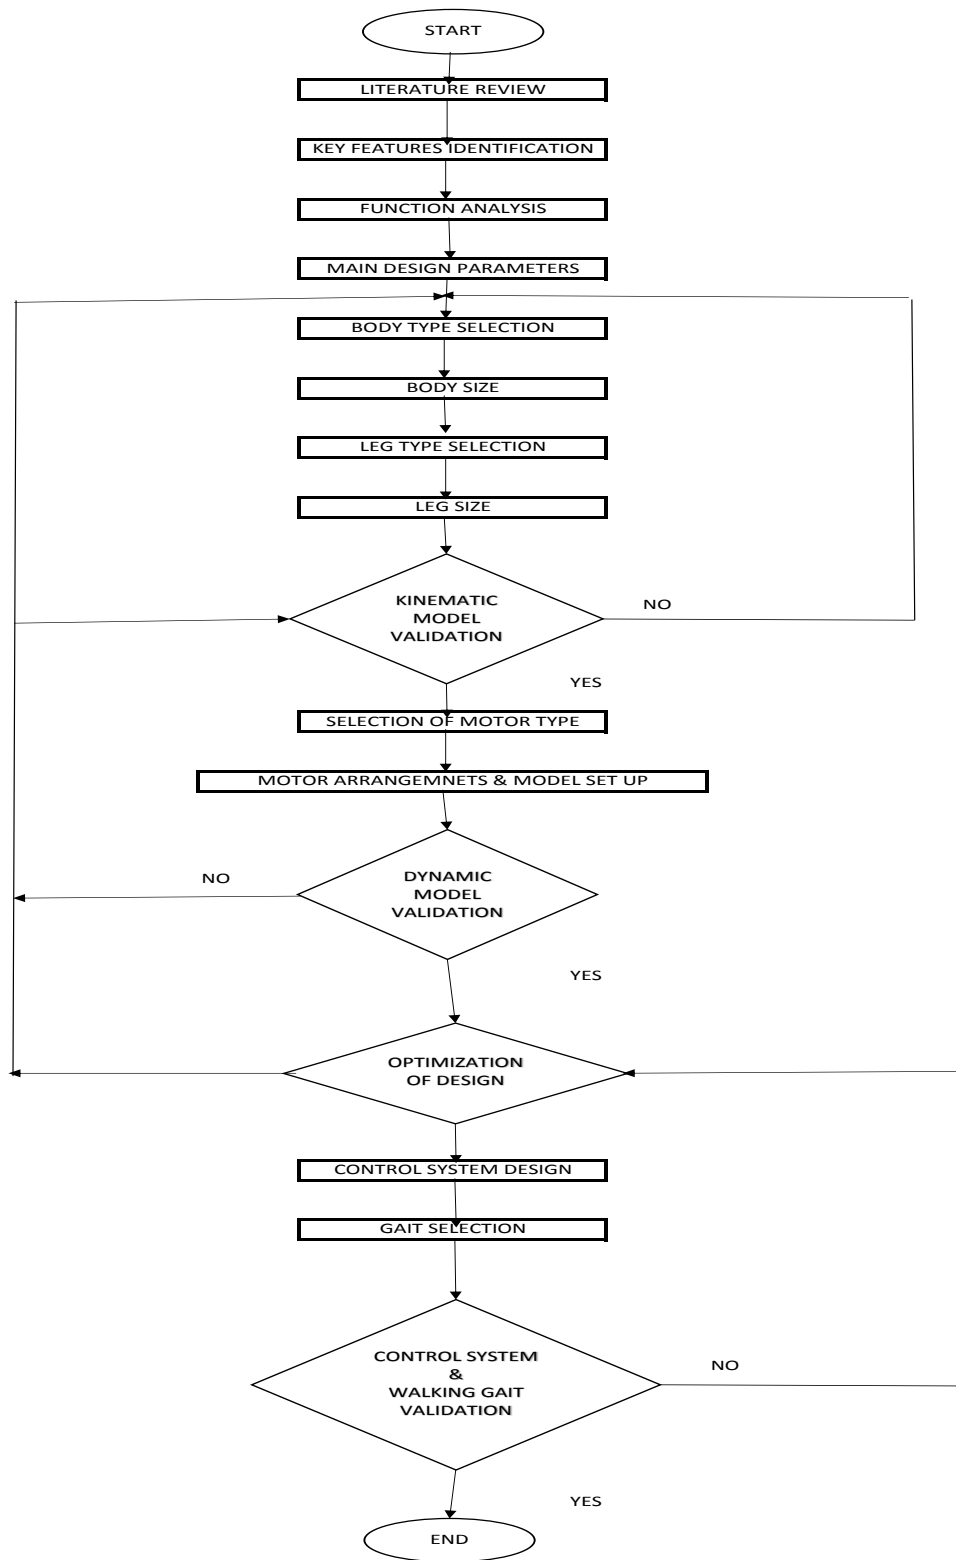 START
LITERATURE REVIEW
KEY FEATURES IDENTIFICATION
FUNCTION ANALYSIS
MAIN DESIGN PARAMETERS
BODY TYPE SELECTION
BODY SIZE
LEG TYPE SELECTION
LEG SIZE
KINEMATIC
MODEL
VALIDATION
NO
YES
SELECTION OF MOTOR TYPE
MOTOR ARRANGEMNETS & MODEL SET UP
NO
DYNAMIC
MODEL
VALIDATION
YES
OPTIMIZATION
OF DESIGN
CONTROL SYSTEM DESIGN
GAIT SELECTION
CONTROL SYSTEM
&
WALKING GAIT
VALIDATION
NO
YES
END